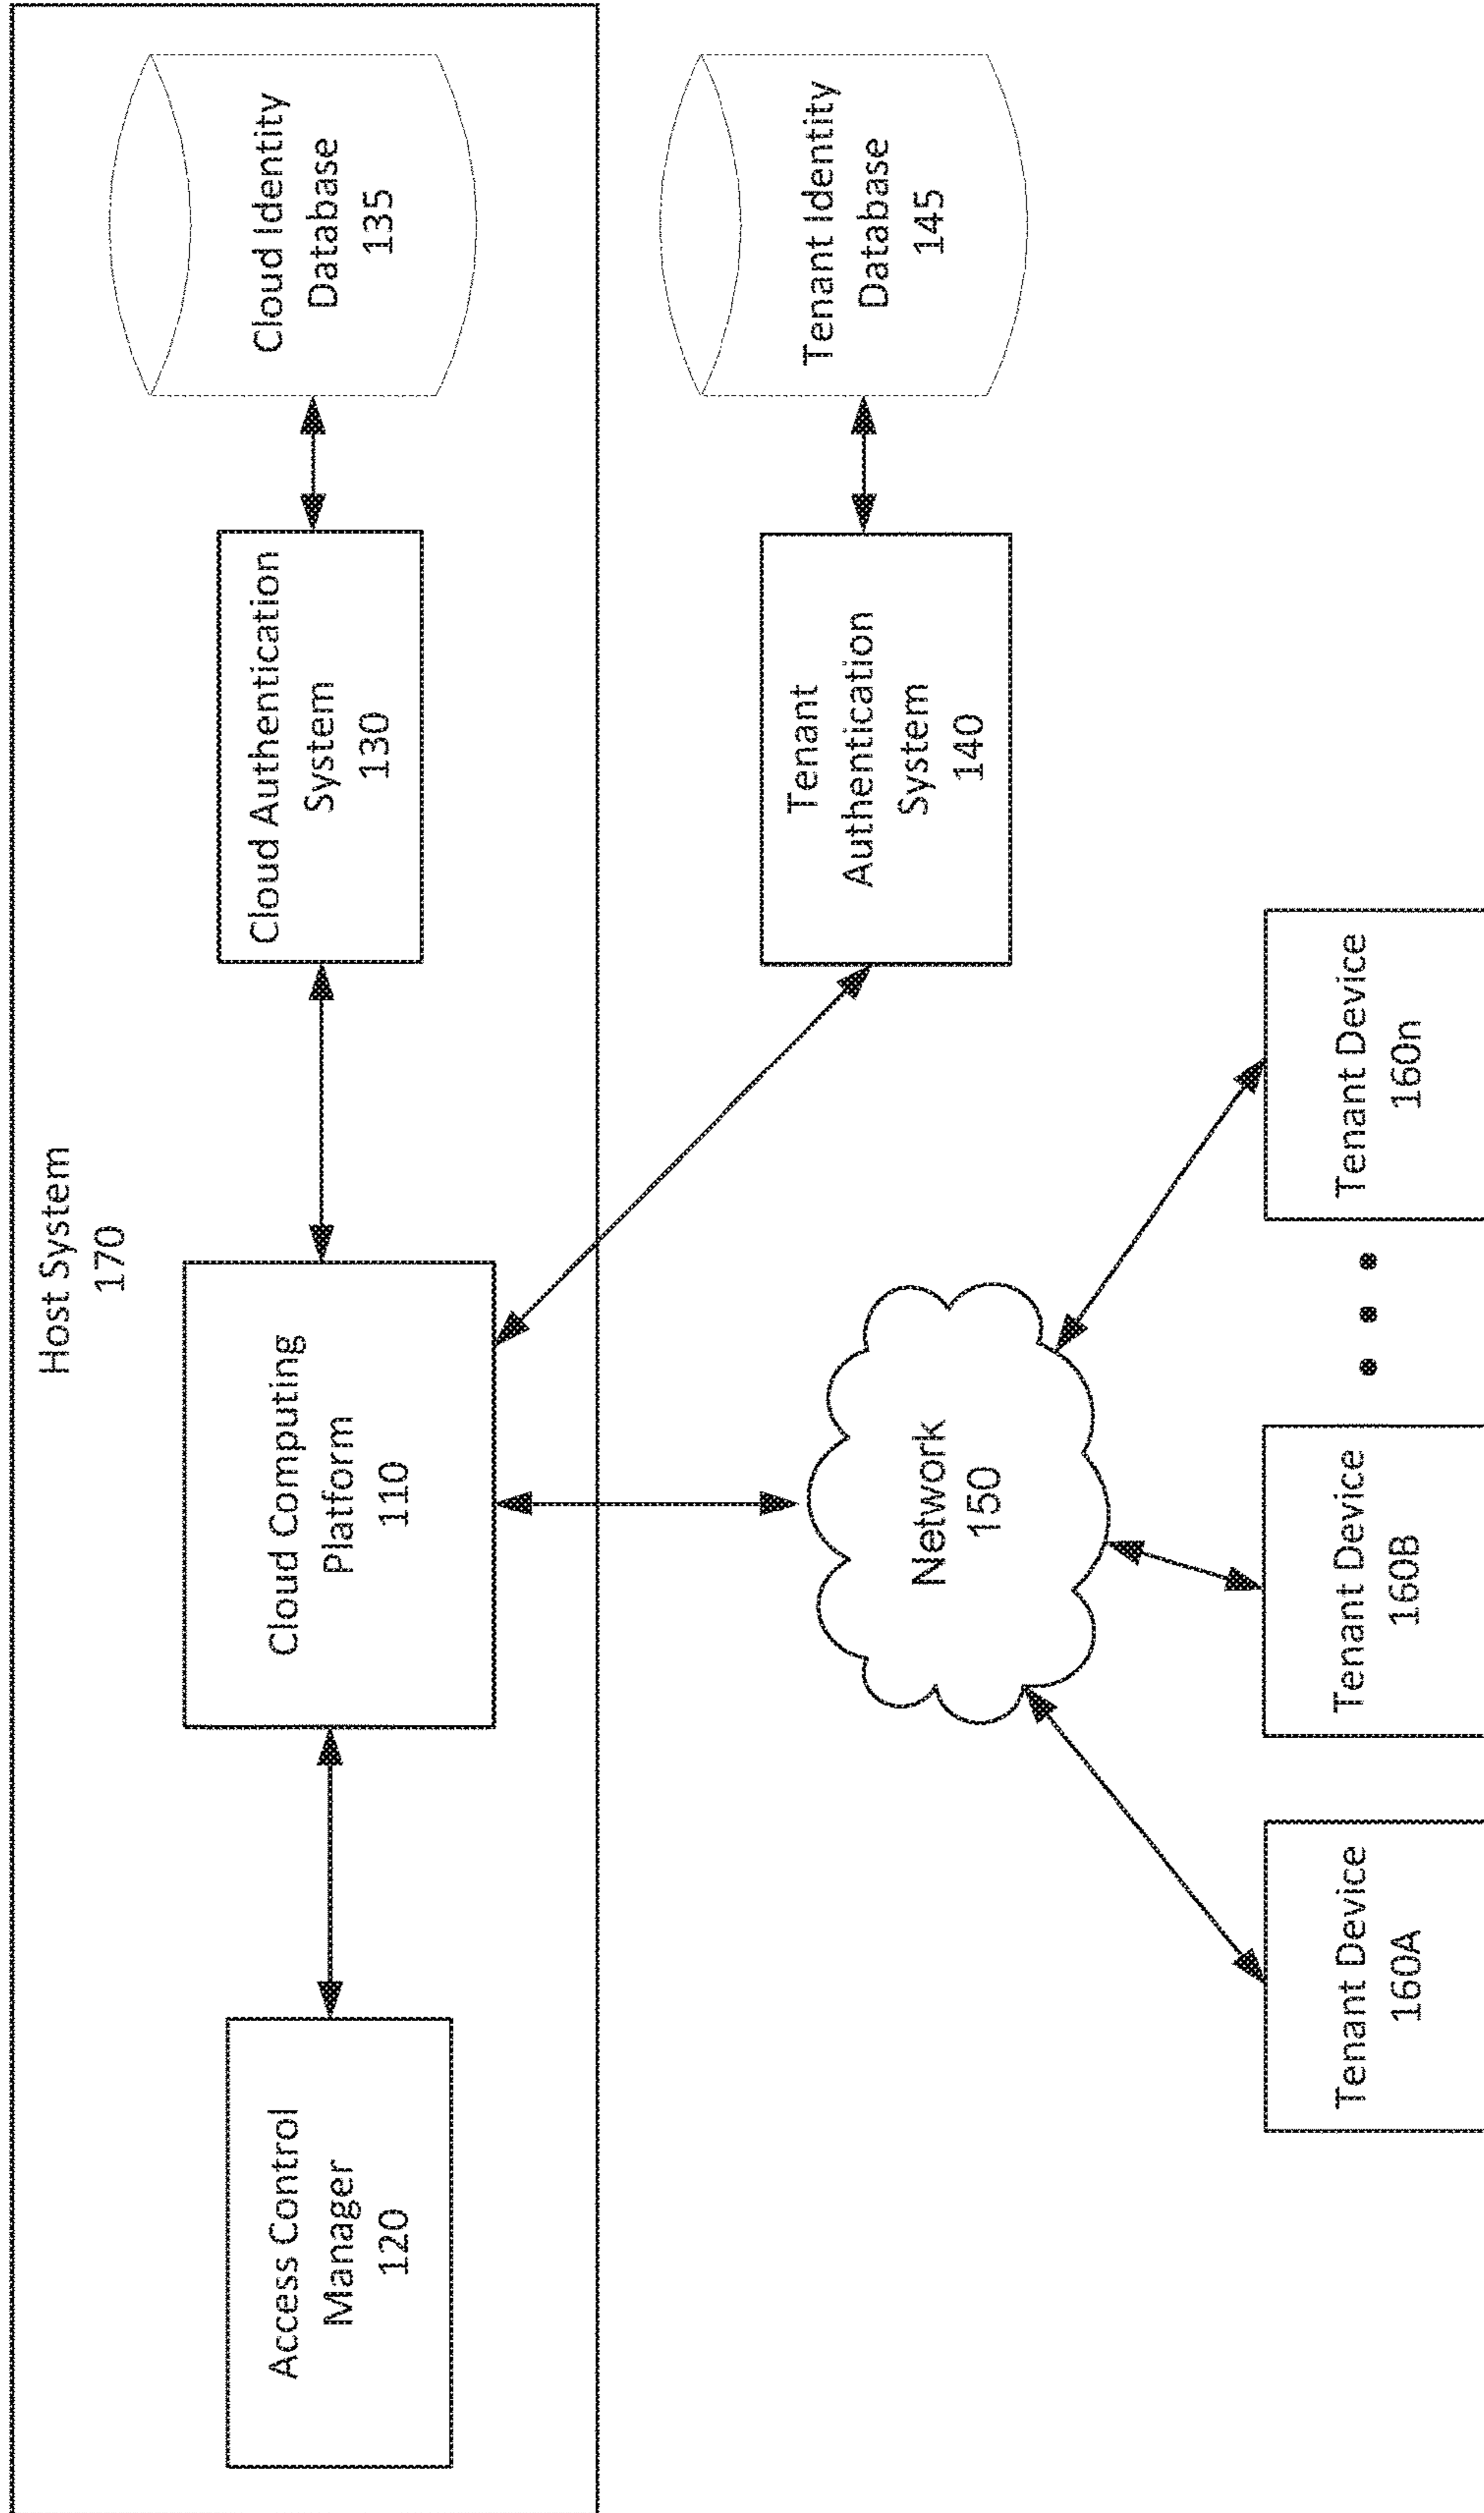 Host System
170
Access Control
Manager
120
Cloud Computing
Platform
110
Cloud Authentication
System
130
Cloud Identity
Database
135
Tenant
Authentication
System
140
Tenant Identity
Database
145
Network
150
Tenant Device
160A
Tenant Device
160B
Tenant Device
160n